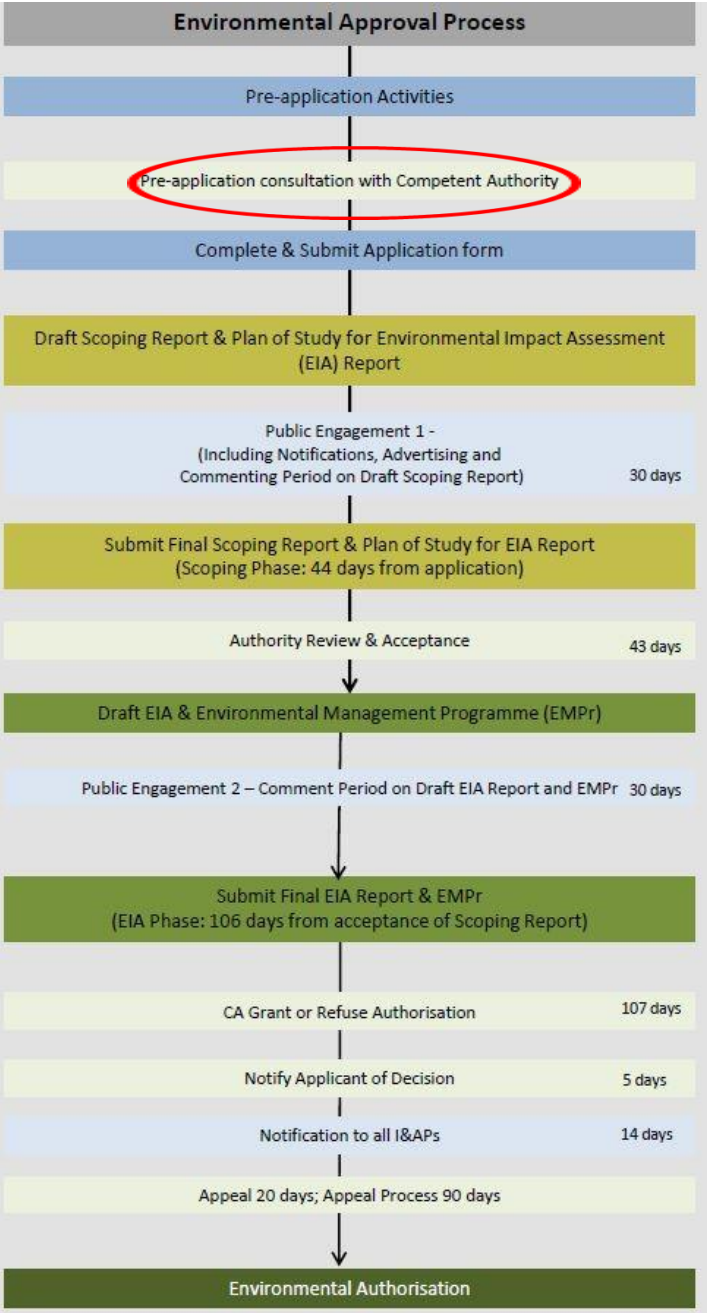 Environmental Approval Process
Pre-application Activities
Pre-application consultation with Competent Authority
Complete & Submit Application form
Draft Scoping Report & Plan of Study for Environmental Impact Assessment
(EIA) Report
Public Engagement 1 -
(Including Notifications, Advertising and
Commenting Period on Draft Scoping Report) 30 days
Submit Final Scoping Report & Plan of Study for EIA Report
(Scoping Phase: 44 days from application)
Authority Review & Acceptance 43 days
Draft EIA & Environmental Management Programme (EMPr)
Public Engagement 2 – Comment Period on Draft EIA Report and EMPr 30 days
Submit Final EIA Report & EMPr
(EIA Phase: 106 days from acceptance of Scoping Report)
CA Grant or Refuse Authorisation 107 days
Notify Applicant of Decision 5 days
Notification to all I&APs 14 days
Appeal 20 days; Appeal Process 90 days
Environmental Authorisation